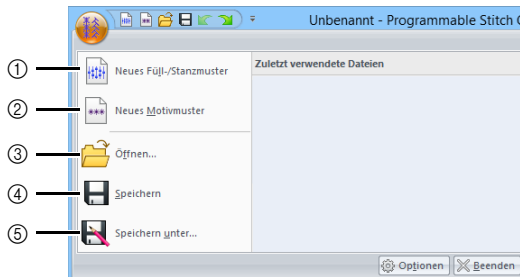 Unbenannt - Programmable Stitch
① Neues Füll-/Stanzmuster
Zuletzt verwendete Dateien
② Neues Motivmuster
③ Öffnen...
④ Speichern
⑤ Speichern unter...
Optionen
Beenden